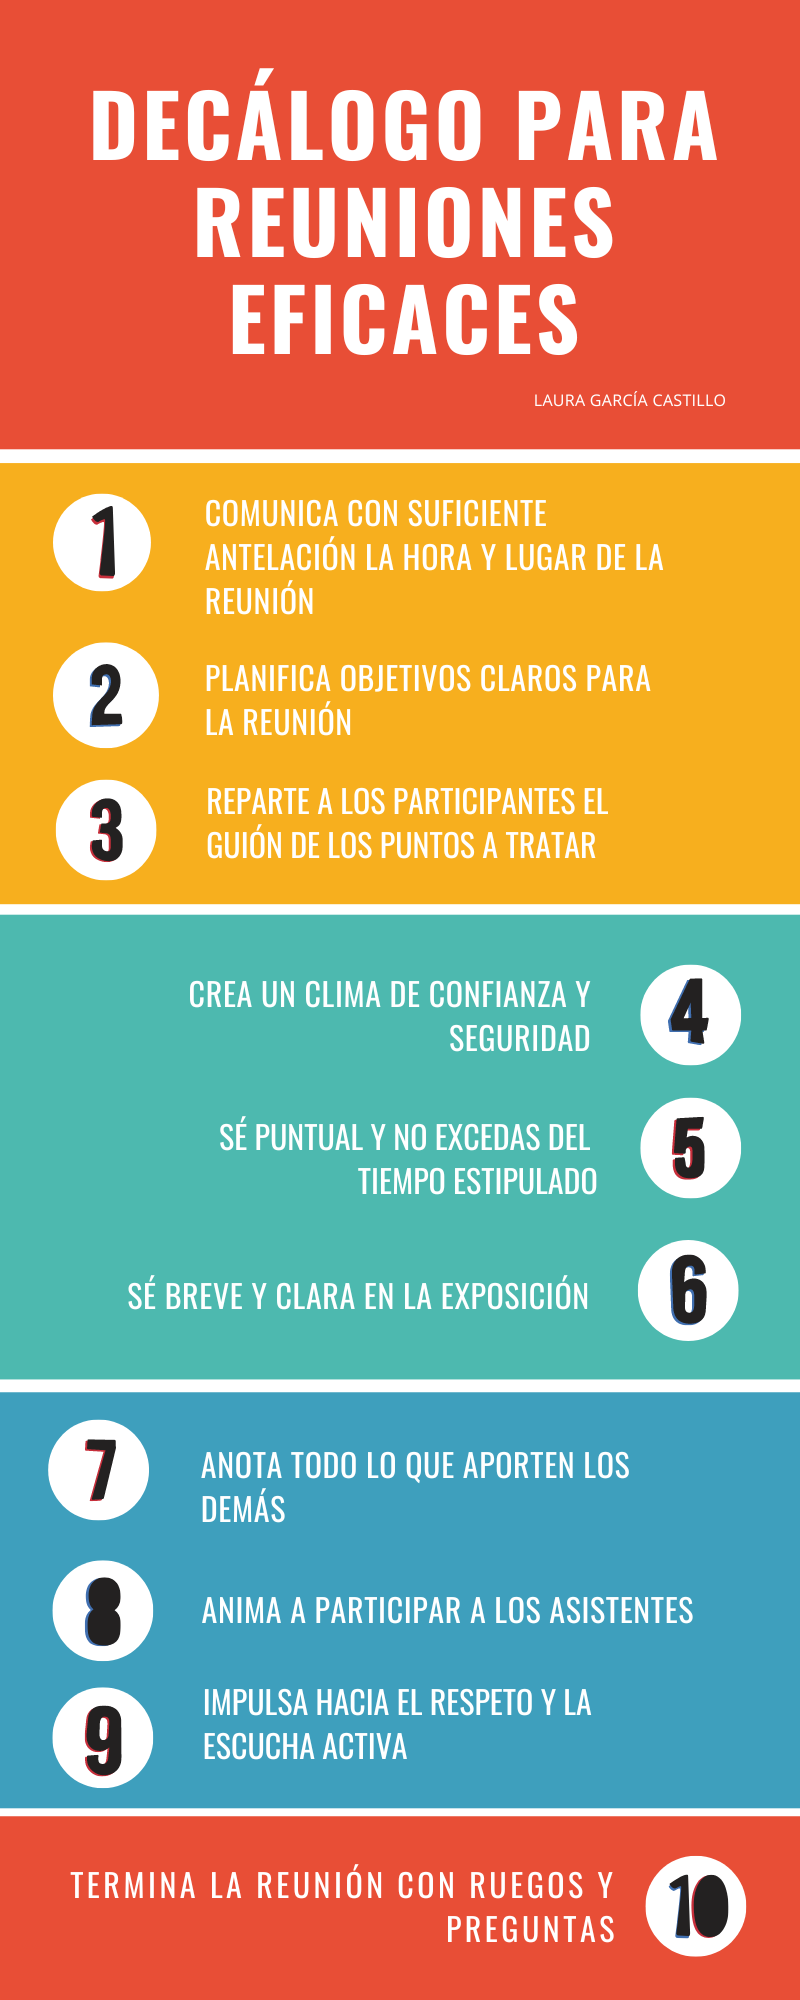 DECÁLOGO PARA
REUNIONES
EFICACES
LAURA GARCÍA CASTILLO
1
COMUNICA CON SUFICIENTE
ANTELACIÓN LA HORA Y LUGAR DE LA
REUNIÓN
2
PLANIFICA OBJETIVOS CLAROS PARA
LA REUNIÓN
3
REPARTE A LOS PARTICIPANTES EL
GUIÓN DE LOS PUNTOS A TRATAR
CREA UN CLIMA DE CONFIANZA Y
SEGURIDAD
4
SÉ PUNTUAL Y NO EXCEDAS DEL
TIEMPO ESTIPULADO
5
SÉ BREVE Y CLARA EN LA EXPOSICIÓN
6
7
ANOTA TODO LO QUE APORTEN LOS
DEMÁS
8
ANIMA A PARTICIPAR A LOS ASISTENTES
9
IMPULSA HACIA EL RESPETO Y LA
ESCUCHA ACTIVA
TERMINA LA REUNIÓN CON RUEGOS Y
PREGUNTAS
10